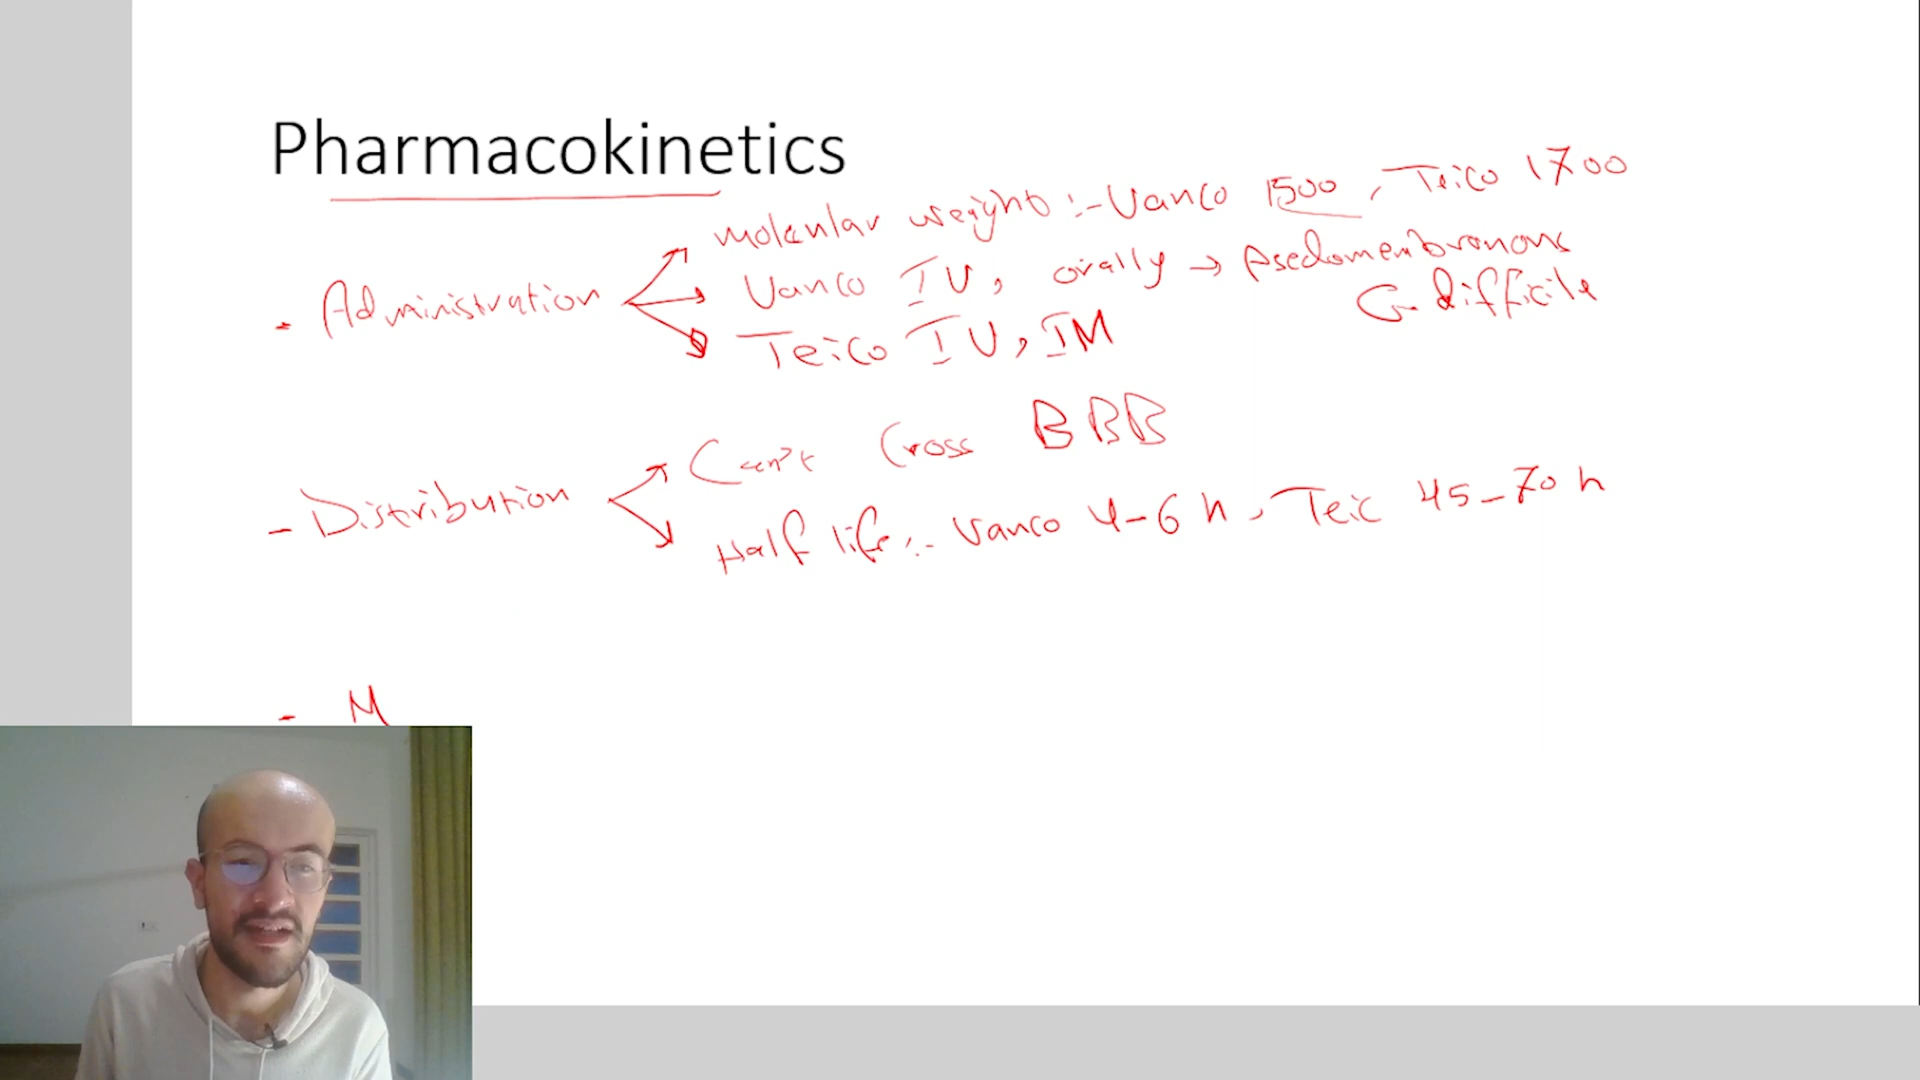 Pharmacokinetics
molecular weight :- Vanco 1500, Teico 1700
- Administration
Vanco IV, orally → Psedomembranous
C. difficile
Teico IV, IM
Can't Cross BBB
- Distribution
Half life :- Vanco 4-6 h, Teic 45-70 h
- M